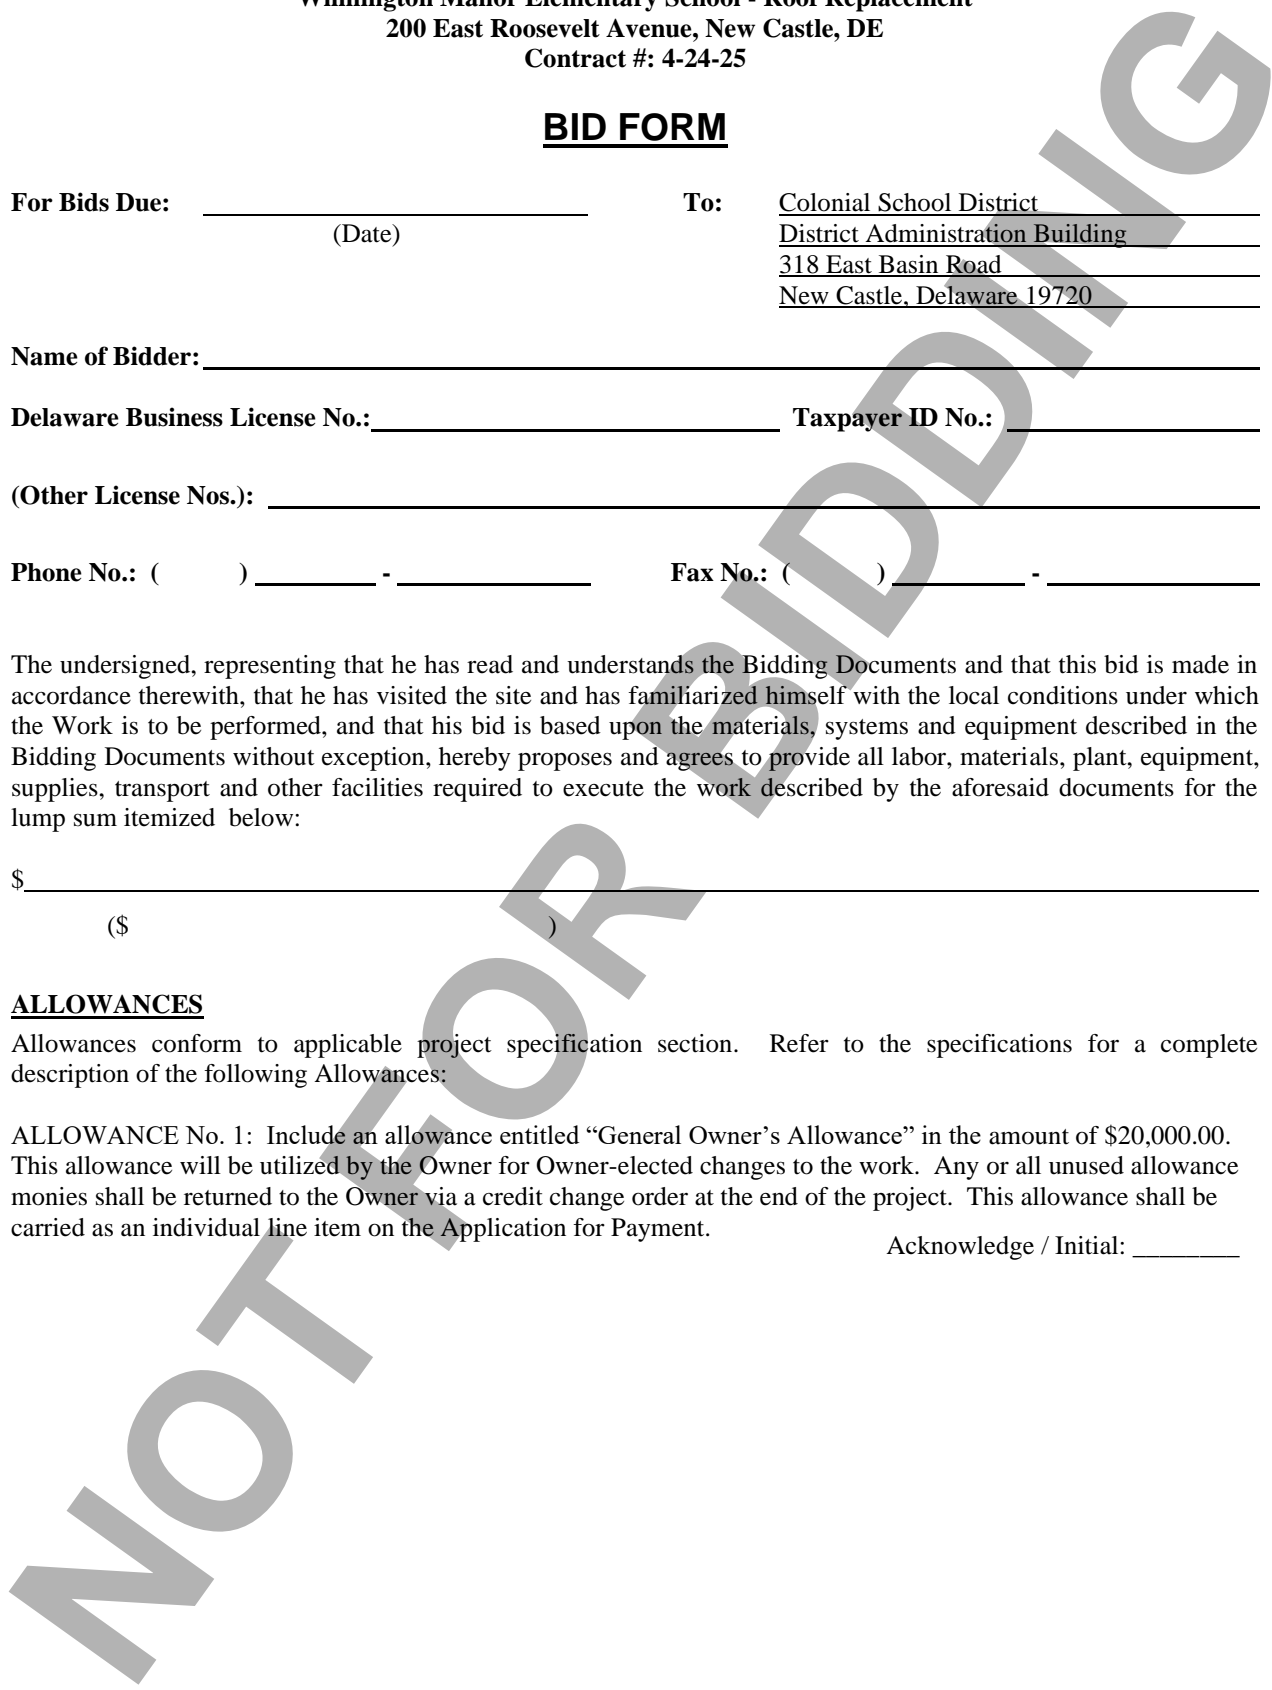 Wilmington Manor Elementary School - Roof Replacement
200 East Roosevelt Avenue, New Castle, DE
Contract #: 4-24-25
BID FORM
For Bids Due: To: Colonial School District
(Date) District Administration Building
318 East Basin Road
New Castle, Delaware 19720
Name of Bidder:
Delaware Business License No.: Taxpayer ID No.:
(Other License Nos.):
Phone No.: ( ) - Fax No.: ( ) -
The undersigned, representing that he has read and understands the Bidding Documents and that this bid is made in
accordance therewith, that he has visited the site and has familiarized himself with the local conditions under which
the Work is to be performed, and that his bid is based upon the materials, systems and equipment described in the
Bidding Documents without exception, hereby proposes and agrees to provide all labor, materials, plant, equipment,
supplies, transport and other facilities required to execute the work described by the aforesaid documents for the
lump sum itemized below:
$
($ )
ALLOWANCES
Allowances conform to applicable project specification section. Refer to the specifications for a complete
description of the following Allowances:
ALLOWANCE No. 1: Include an allowance entitled “General Owner’s Allowance” in the amount of $20,000.00.
This allowance will be utilized by the Owner for Owner-elected changes to the work. Any or all unused allowance
monies shall be returned to the Owner via a credit change order at the end of the project. This allowance shall be
carried as an individual line item on the Application for Payment.
Acknowledge / Initial: ________
NOT FOR BIDDING